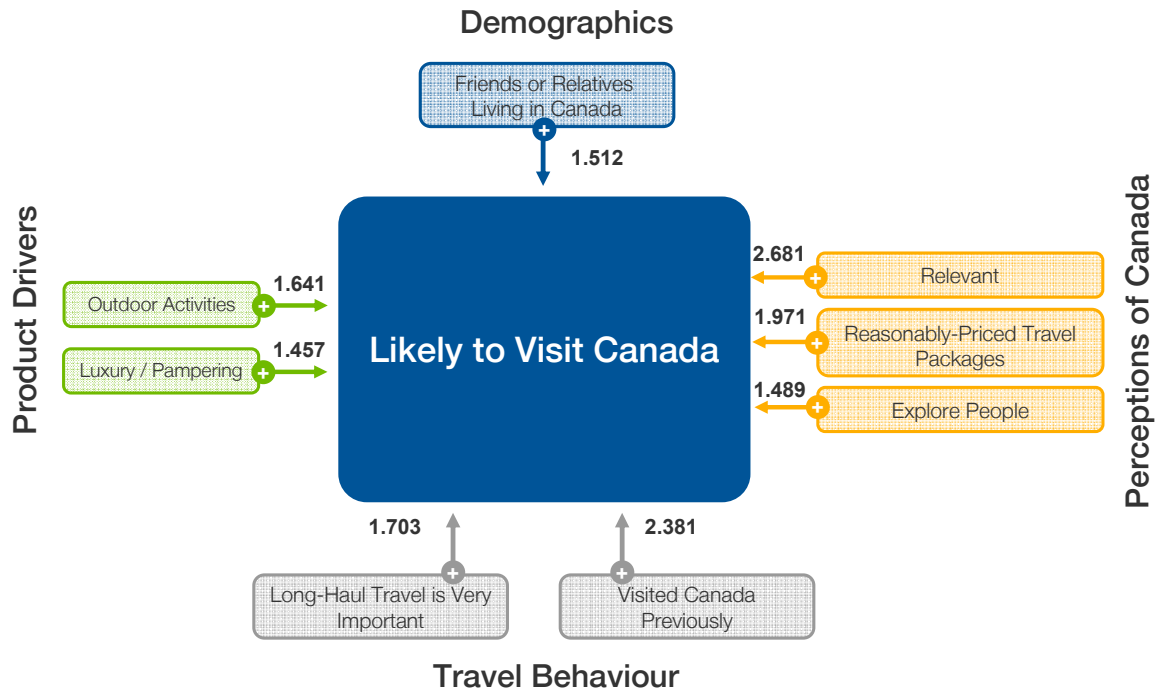 Demographics
Friends or Relatives
Living in Canada
+
1.512
Product Drivers
Outdoor Activities
+
1.641
Luxury / Pampering
+
1.457
Likely to Visit Canada
2.681
+
Relevant
1.971
+
Reasonably-Priced Travel
Packages
1.489
+
Explore People
Perceptions of Canada
1.703
+
Long-Haul Travel is Very
Important
2.381
+
Visited Canada
Previously
Travel Behaviour